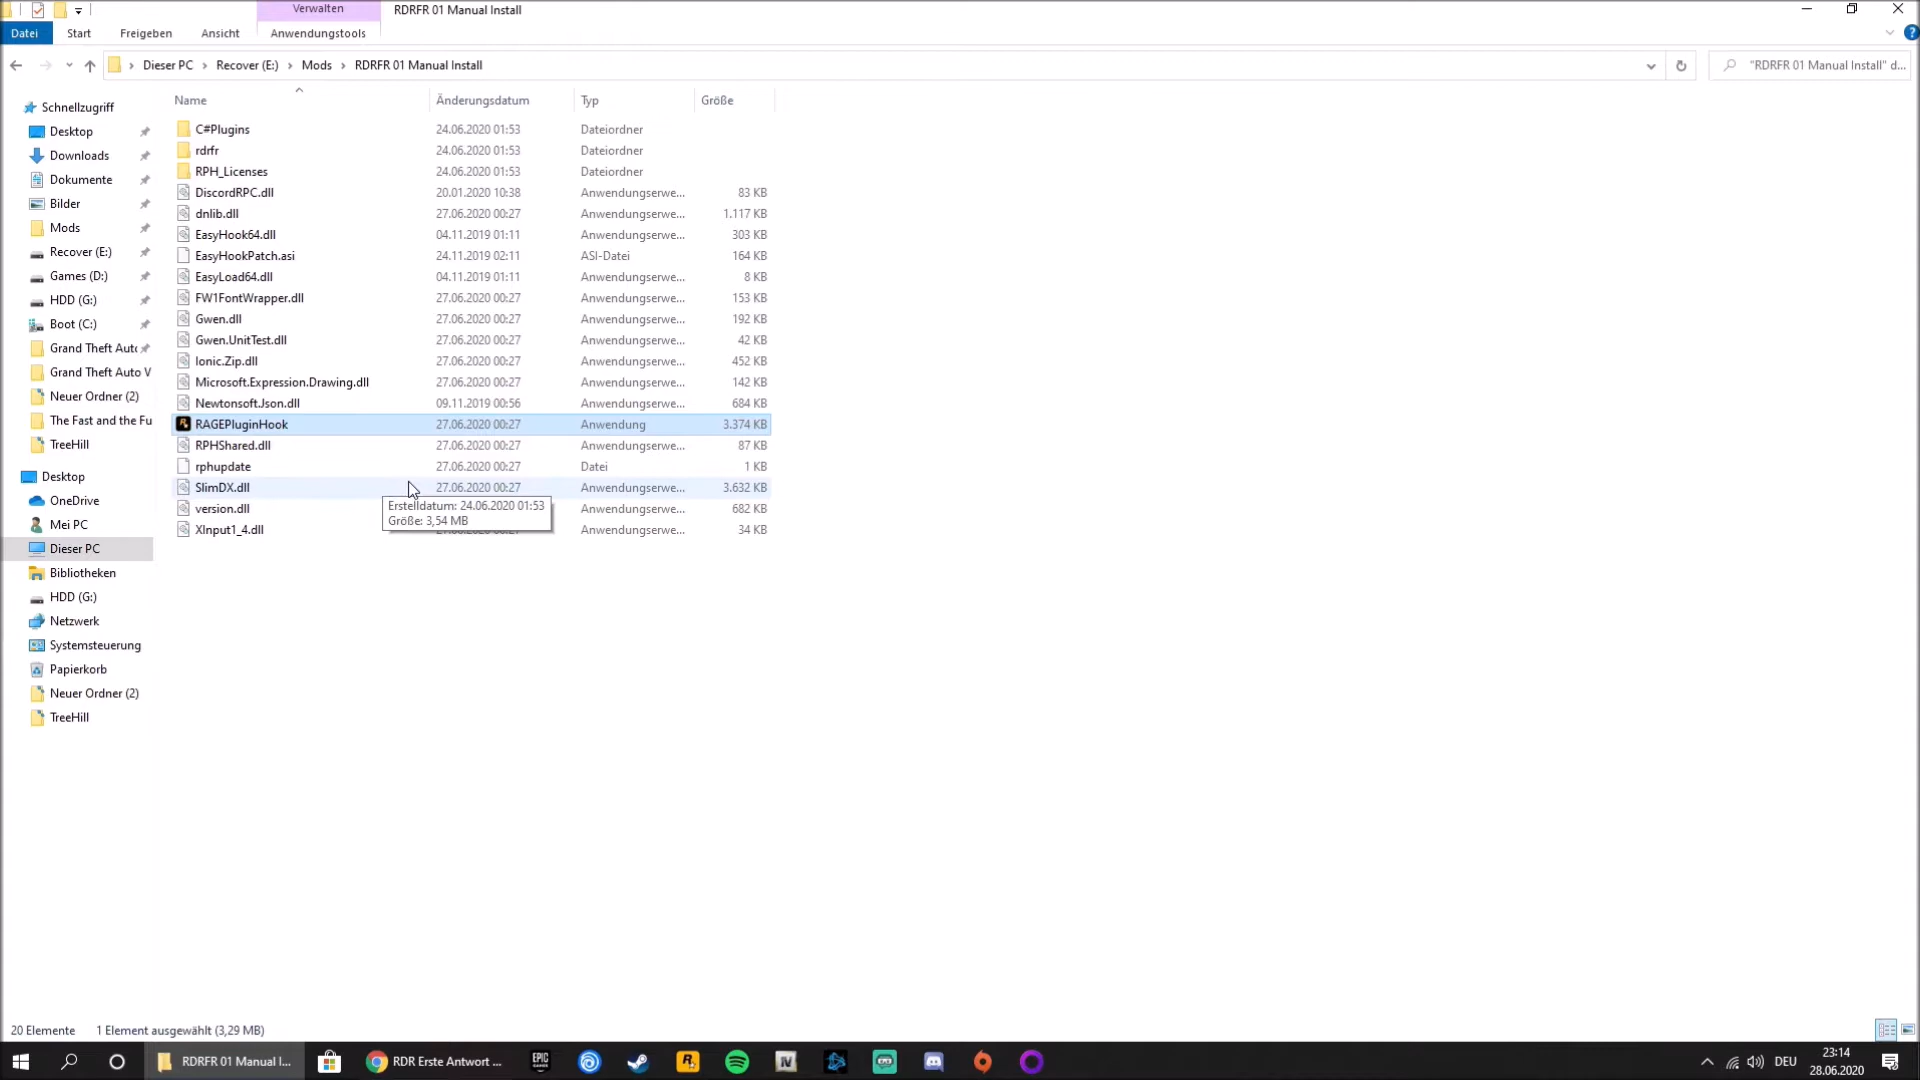 Verwalten
RDRFR 01 Manual Install
Datei
Start
Freigeben
Ansicht
Anwendungstools
Dieser PC > Recover (E:) > Mods > RDRFR 01 Manual Install
"RDRFR 01 Manual Install" d...
Name Änderungsdatum Typ Größe
C#Plugins 24.06.2020 01:53 Dateiordner
rdrfr 24.06.2020 01:53 Dateiordner
RPH_Licenses 24.06.2020 01:53 Dateiordner
DiscordRPC.dll 20.01.2020 10:38 Anwendungserwe... 83 KB
dnlib.dll 27.06.2020 00:27 Anwendungserwe... 1.117 KB
EasyHook64.dll 04.11.2019 01:11 Anwendungserwe... 303 KB
EasyHookPatch.asi 24.11.2019 02:11 ASI-Datei 164 KB
EasyLoad64.dll 04.11.2019 01:11 Anwendungserwe... 8 KB
FW1FontWrapper.dll 27.06.2020 00:27 Anwendungserwe... 153 KB
Gwen.dll 27.06.2020 00:27 Anwendungserwe... 192 KB
Gwen.UnitTest.dll 27.06.2020 00:27 Anwendungserwe... 42 KB
Ionic.Zip.dll 27.06.2020 00:27 Anwendungserwe... 452 KB
Microsoft.Expression.Drawing.dll 27.06.2020 00:27 Anwendungserwe... 142 KB
Newtonsoft.Json.dll 09.11.2019 00:56 Anwendungserwe... 684 KB
RAGEPluginHook 27.06.2020 00:27 Anwendung 3.374 KB
RPHShared.dll 27.06.2020 00:27 Anwendungserwe... 87 KB
rphupdate 27.06.2020 00:27 Datei 1 KB
SlimDX.dll 27.06.2020 00:27 Anwendungserwe... 3.632 KB
version.dll Anwendungserwe... 682 KB
XInput1_4.dll Anwendungserwe... 34 KB
Erstelldatum: 24.06.2020 01:53
Größe: 3,54 MB
Schnellzugriff
Desktop
Downloads
Dokumente
Bilder
Mods
Recover (E:)
Games (D:)
HDD (G:)
Boot (C:)
Grand Theft Aut
Grand Theft Auto V
Neuer Ordner (2)
The Fast and the Fu
TreeHill
Desktop
OneDrive
Mei PC
Dieser PC
Bibliotheken
HDD (G:)
Netzwerk
Systemsteuerung
Papierkorb
Neuer Ordner (2)
TreeHill
20 Elemente 1 Element ausgewählt (3,29 MB)
RDRFR 01 Manual I...
RDR Erste Antwort ...
EPIC
GAMES
IV
DEU
23:14
28.06.2020